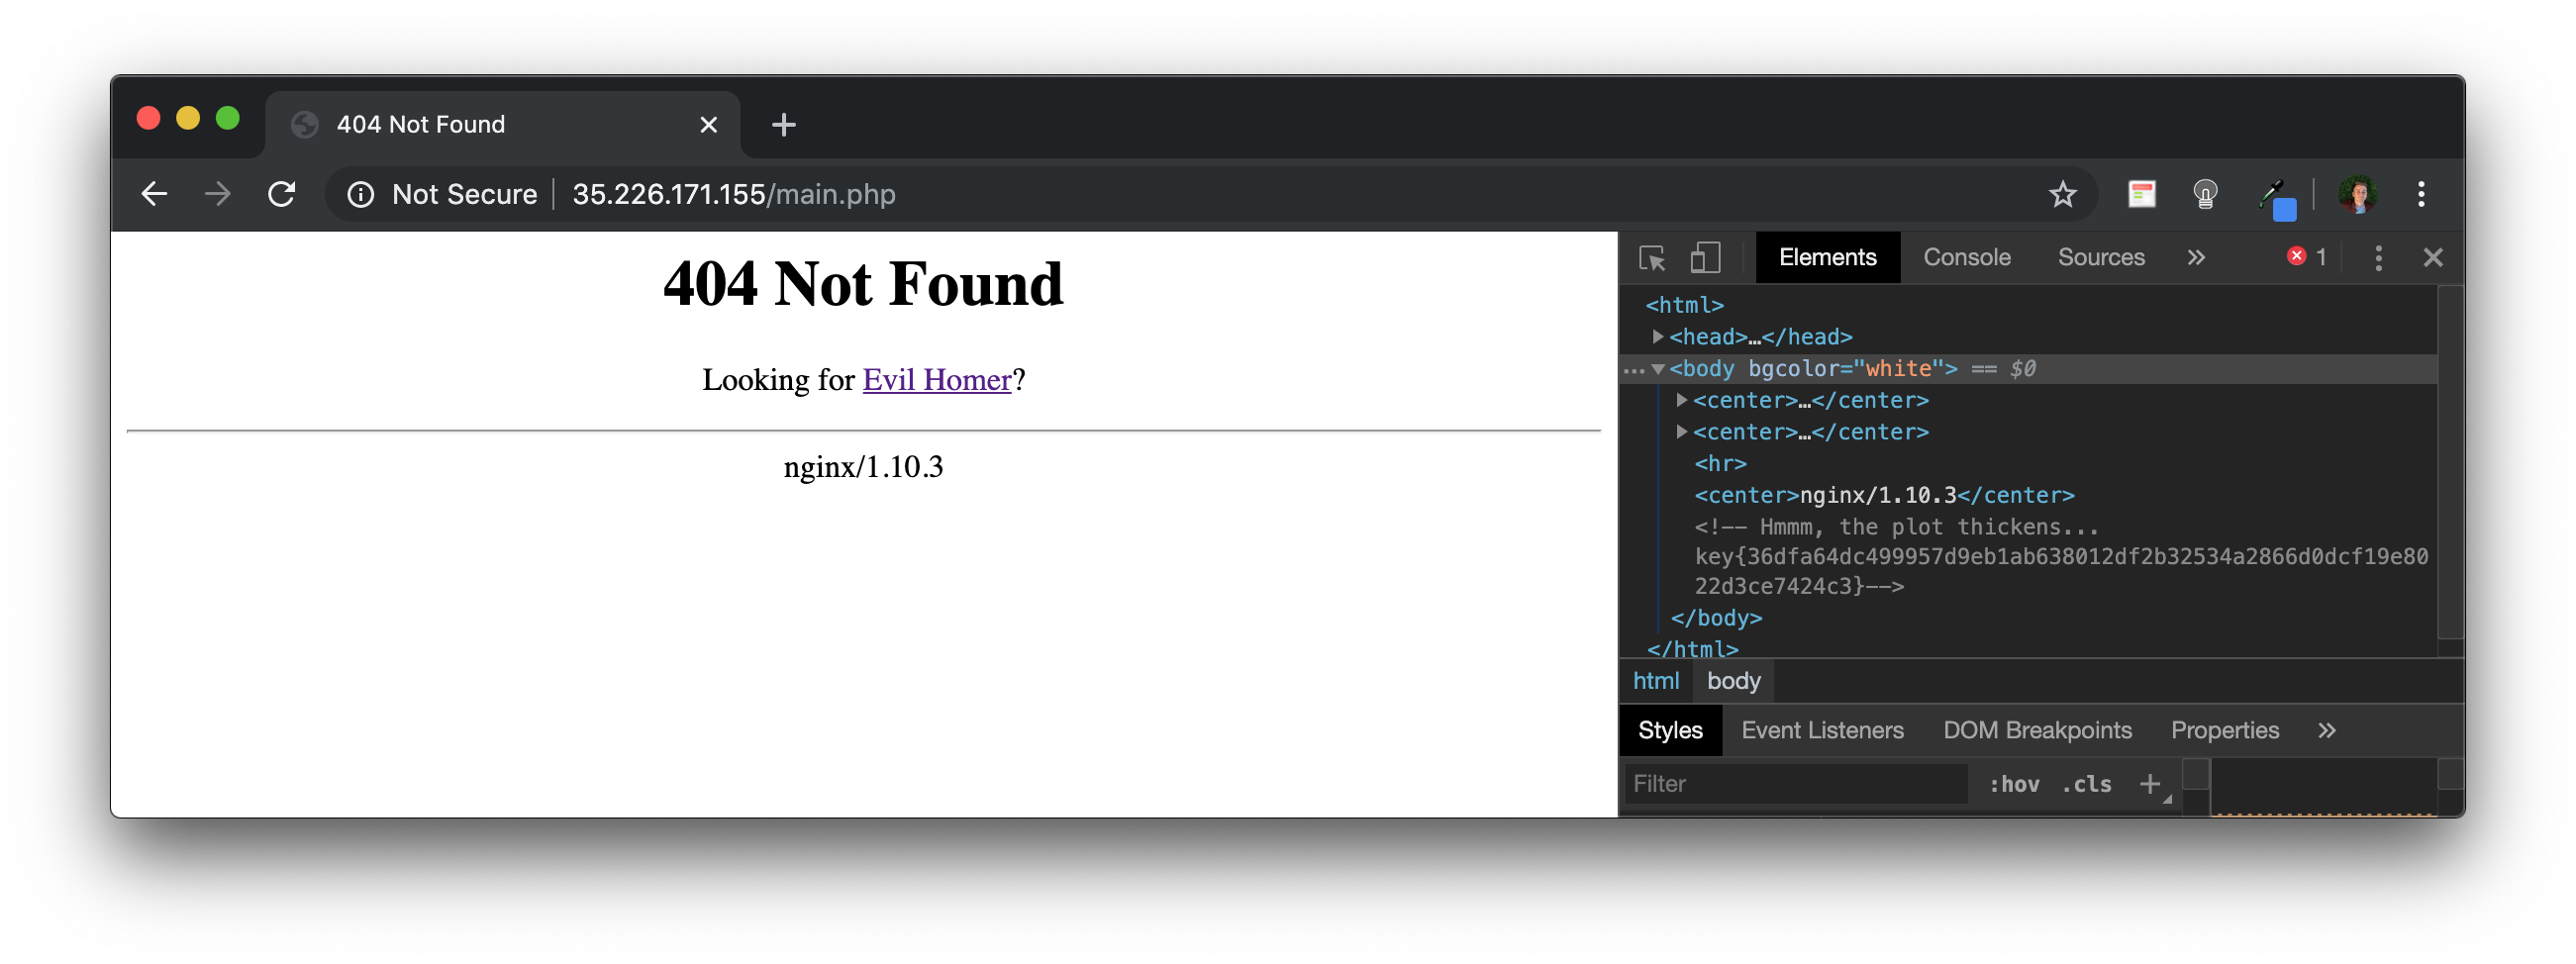 404 Not Found
Not Secure 35.226.171.155/main.php
404 Not Found
Looking for Evil Homer?
nginx/1.10.3
Elements Console Sources » 1
<html>
<head>…</head>
… <body bgcolor="white"> == $0
<center>…</center>
<center>…</center>
<hr>
<center>nginx/1.10.3</center>
<!-- Hmmm, the plot thickens...
key{36dfa64dc499957d9eb1ab638012df2b32534a2866d0dcf19e80
22d3ce7424c3}-->
</body>
</html>
html body
Styles Event Listeners DOM Breakpoints Properties »
Filter :hov .cls +